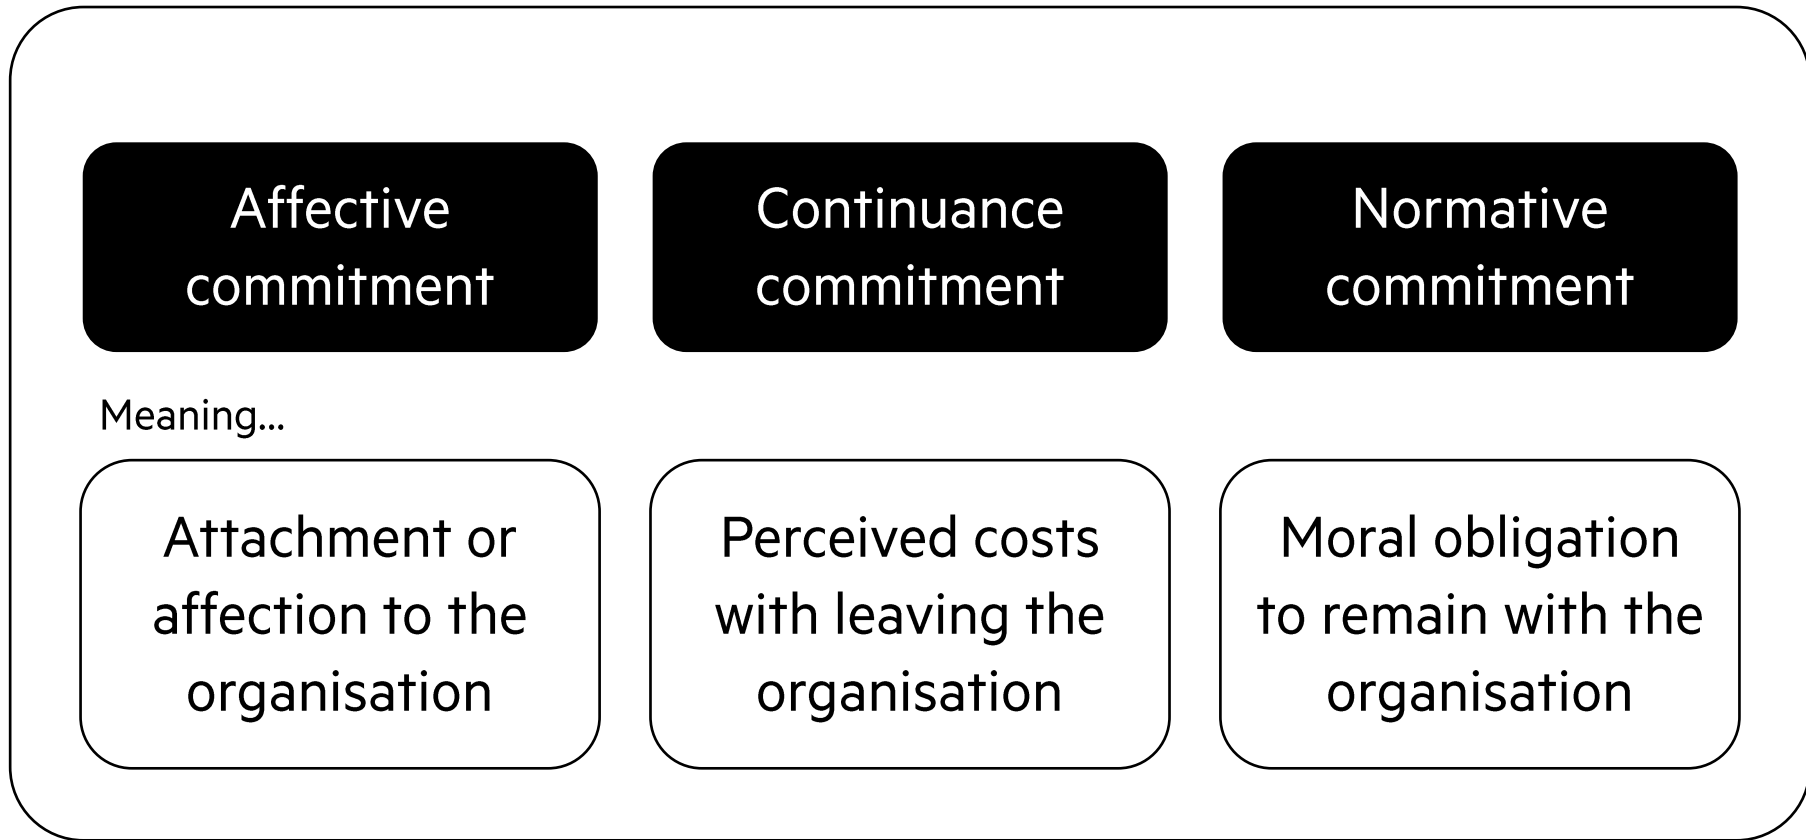 Affective
commitment
Continuance
commitment
Normative
commitment
Meaning...
Attachment or
affection to the
organisation
Perceived costs
with leaving the
organisation
Moral obligation
to remain with the
organisation